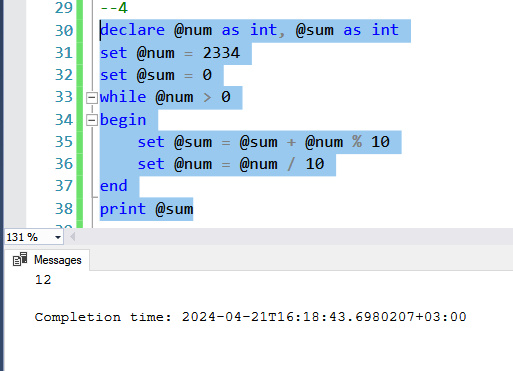 29 --4
30 declare @num as int, @sum as int
31 set @num = 2334
32 set @sum = 0
33 while @num > 0
34 begin
35 set @sum = @sum + @num % 10
36 set @num = @num / 10
37 end
38 print @sum
131 %
Messages
12
Completion time: 2024-04-21T16:18:43.6980207+03:00